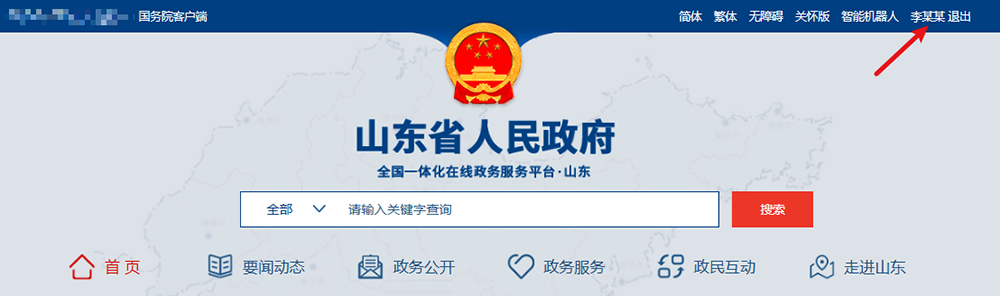 国务院客户端 简体 繁体 无障碍 关怀版 智能机器人 李某某 退出
山东省人民政府
全国一体化在线政务服务平台·山东
全部 请输入关键字查询 搜索
首页 要闻动态 政务公开 政务服务 政民互动 走进山东